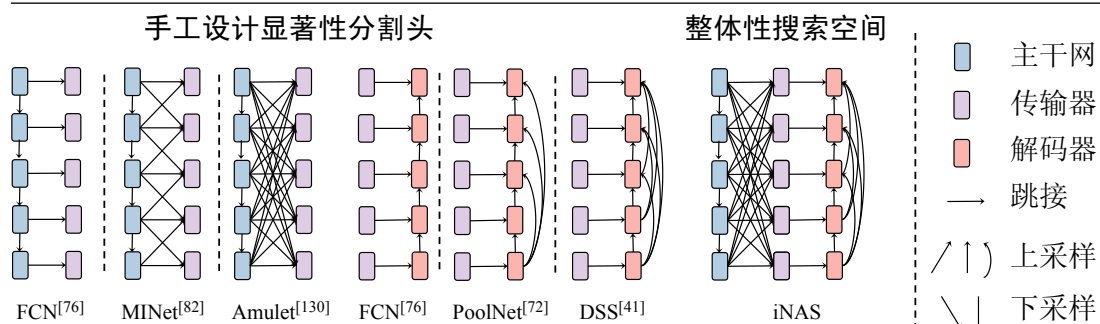 手工设计显著性分割头
整体性搜索空间
主干网
传输器
解码器
跳接
上采样
下采样
FCN[76] MINet[82] Amulet[130] FCN[76] PoolNet[72] DSS[41] iNAS